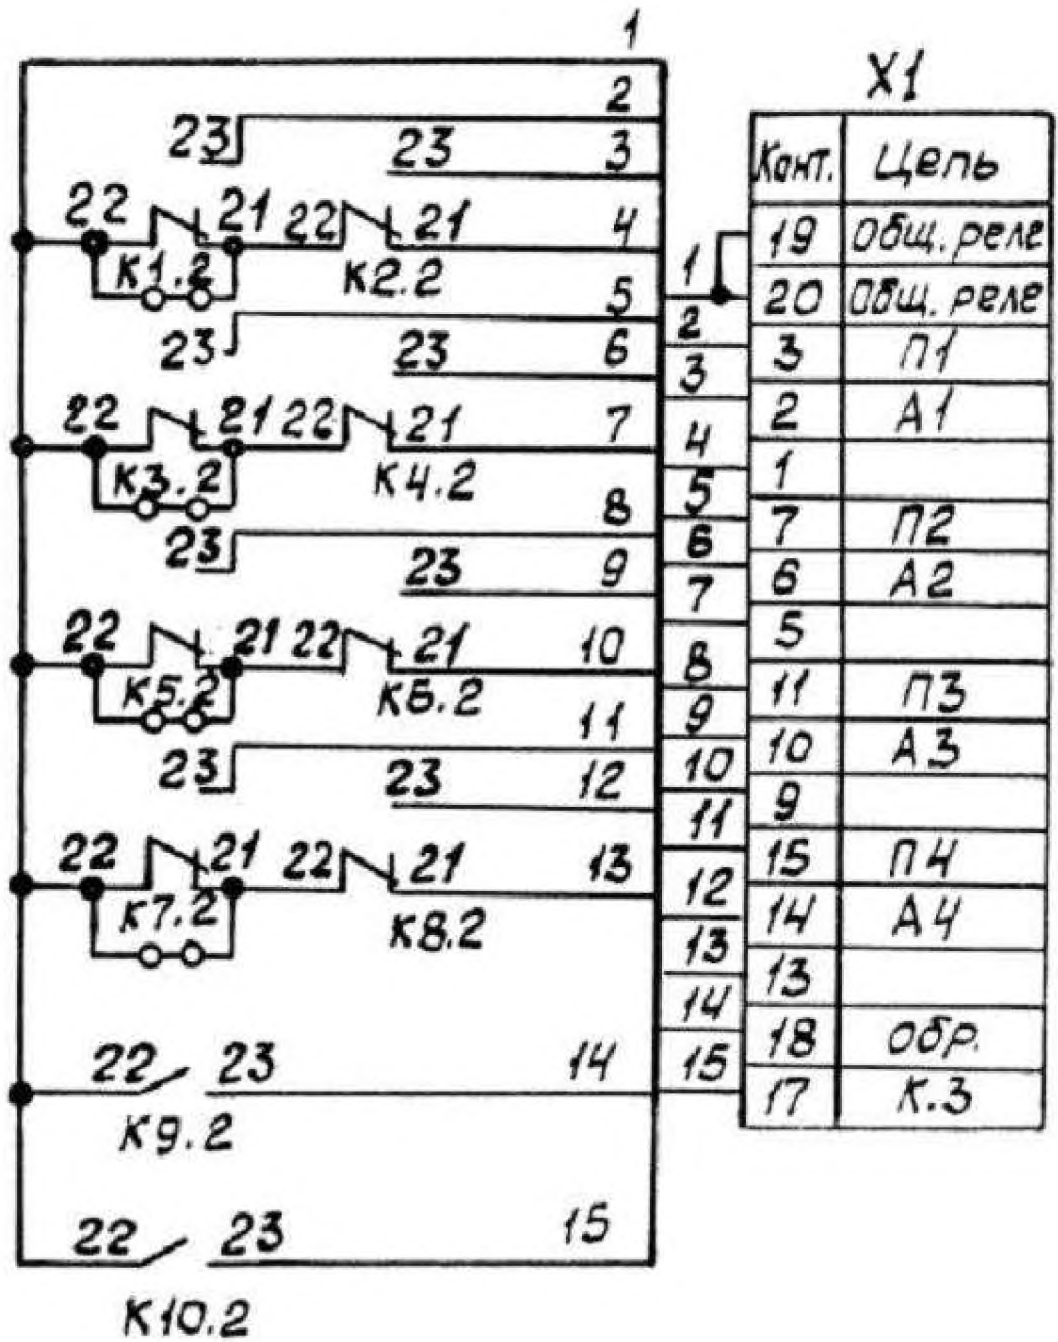 1
2
23
23 3
22 21 22 21 4
К1.2 К2.2
5
23 23 6
22 21 22 21 7
К3.2 К4.2
8
23 23 9
22 21 22 21 10
К5.2 К6.2
11
23 23 12
22 21 22 21 13
К7.2 К8.2
22 23 14
К9.2
22 23 15
К10.2
1
2
3
4
5
6
7
8
9
10
11
12
13
14
15
Х1
Конт. Цепь
19 Общ. реле
20 Общ. реле
3 П1
2 А1
1
7 П2
6 А2
5
11 П3
10 А3
9
15 П4
14 А4
13
18 Обр.
17 К.З